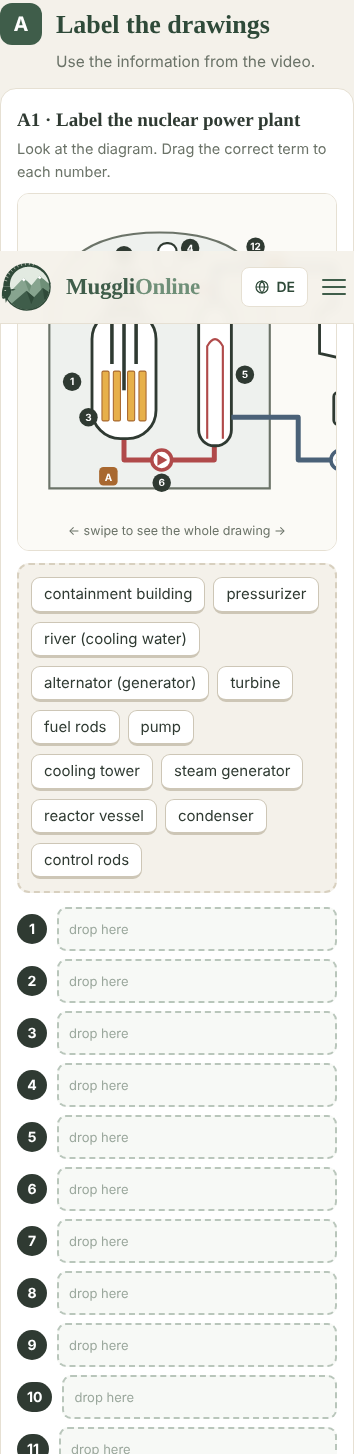 A
Label the drawings
Use the information from the video.
A1 · Label the nuclear power plant
Look at the diagram. Drag the correct term to
each number.
4
12
MuggliOnline
DE
1
5
3
A
6
← swipe to see the whole drawing →
containment building
pressurizer
river (cooling water)
alternator (generator)
turbine
fuel rods
pump
cooling tower
steam generator
reactor vessel
condenser
control rods
1 drop here
2 drop here
3 drop here
4 drop here
5 drop here
6 drop here
7 drop here
8 drop here
9 drop here
10 drop here
11 drop here